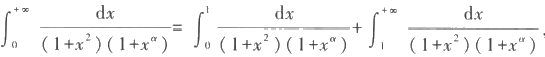 ∫₀^{+∞} dx/((1+x²)(1+x^α)) = ∫₀^1 dx/((1+x²)(1+x^α)) + ∫₁^{+∞} dx/((1+x²)(1+x^α)),